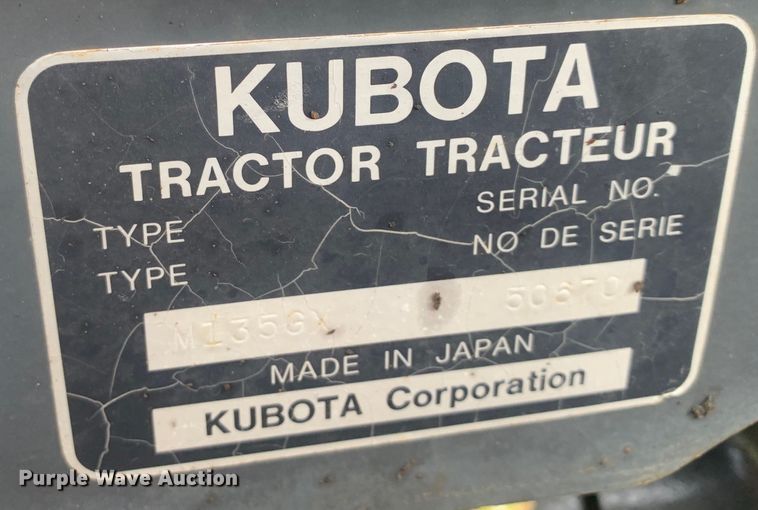 KUBOTA
TRACTOR TRACTEUR
TYPE SERIAL NO.
TYPE NO DE SERIE
M135GX 50670
MADE IN JAPAN
KUBOTA Corporation
Purple Wave Auction